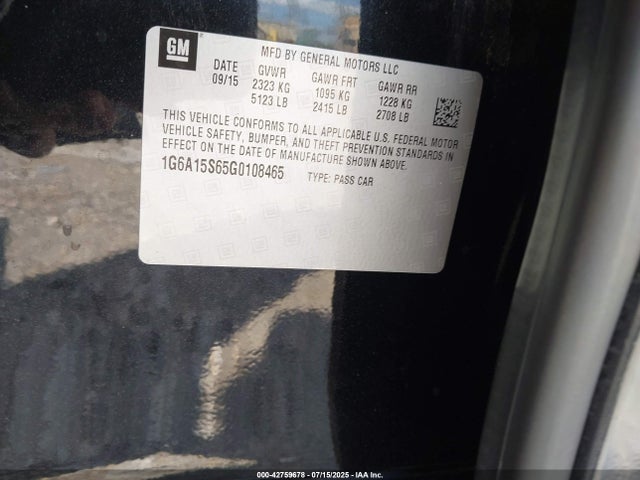 GM
MFD BY GENERAL MOTORS LLC
DATE GVWR GAWR FRT GAWR RR
09/15 2323 KG 1095 KG 1228 KG
5123 LB 2415 LB 2708 LB
THIS VEHICLE CONFORMS TO ALL APPLICABLE U.S. FEDERAL MOTOR
VEHICLE SAFETY, BUMPER, AND THEFT PREVENTION STANDARDS IN
EFFECT ON THE DATE OF MANUFACTURE SHOWN ABOVE.
1G6A15S65G0108465 TYPE: PASS CAR
000-42759678 07/15/2025 IAA Inc.